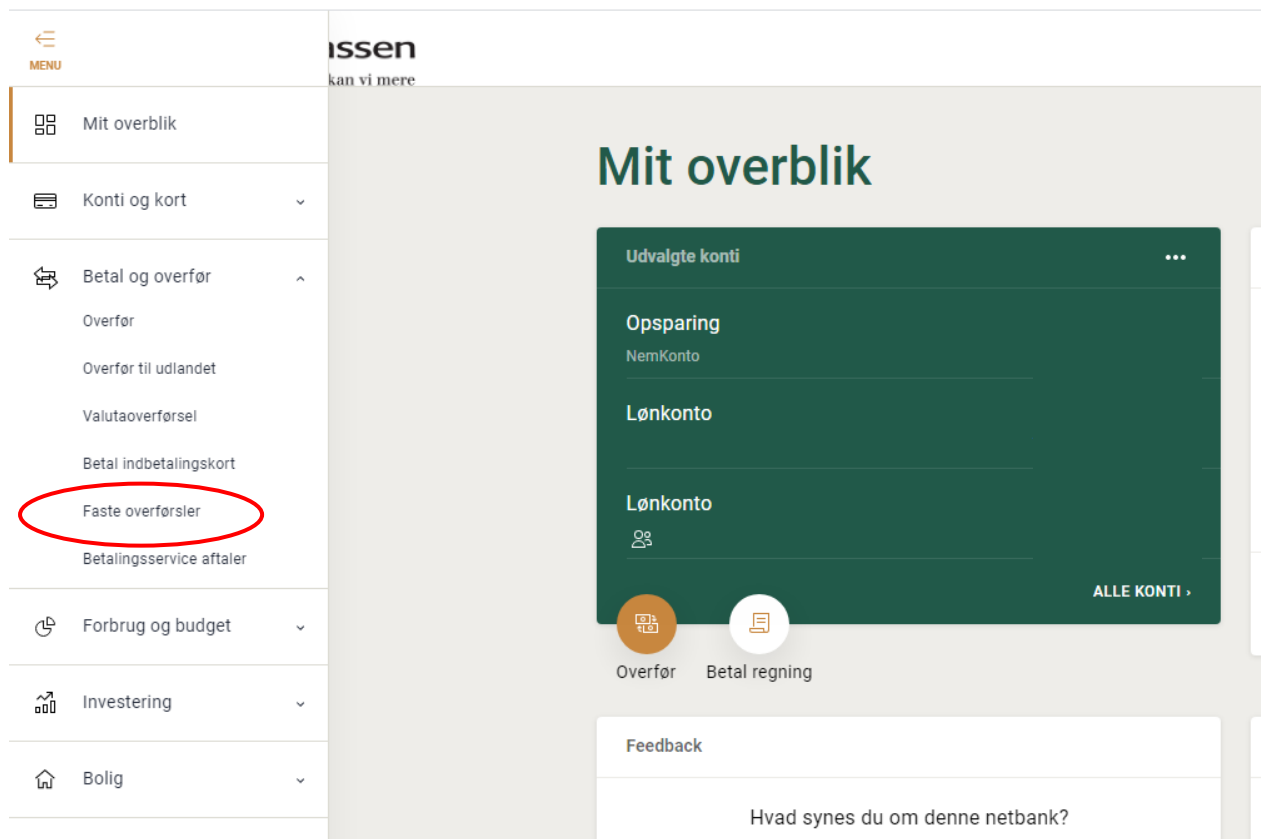 MENU
kan vi mere
Mit overblik
Konti og kort
Betal og overfør
Overfør
Overfør til udlandet
Valutaoverførsel
Betal indbetalingskort
Faste overførsler
Betalingsservice aftaler
Forbrug og budget
Investering
Bolig
Mit overblik
Udvalgte konti
Opsparing
NemKonto
Lønkonto
Lønkonto
ALLE KONTI ›
Overfør
Betal regning
Feedback
Hvad synes du om denne netbank?